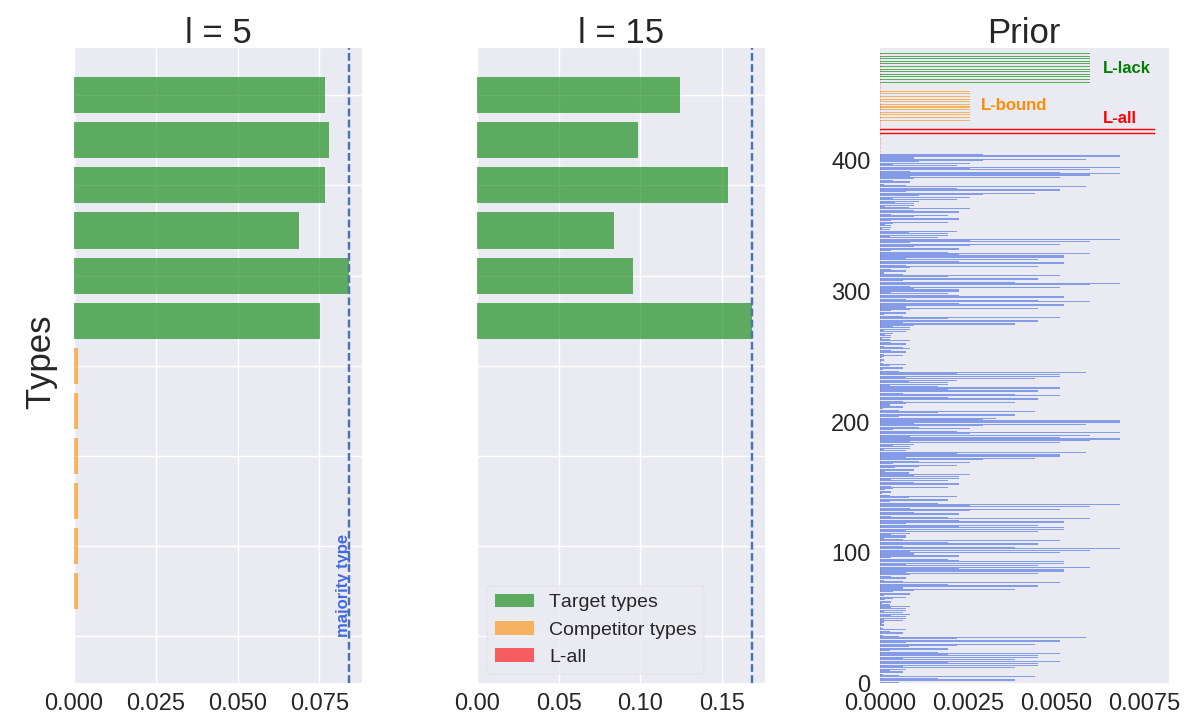 l = 5
l = 15
Prior
L-lack
L-bound
L-all
400
300
200
100
0
Types
majority type
Target types
Competitor types
L-all
0.000 0.025 0.050 0.075
0.00 0.05 0.10 0.15
0.0000 0.0025 0.0050 0.0075